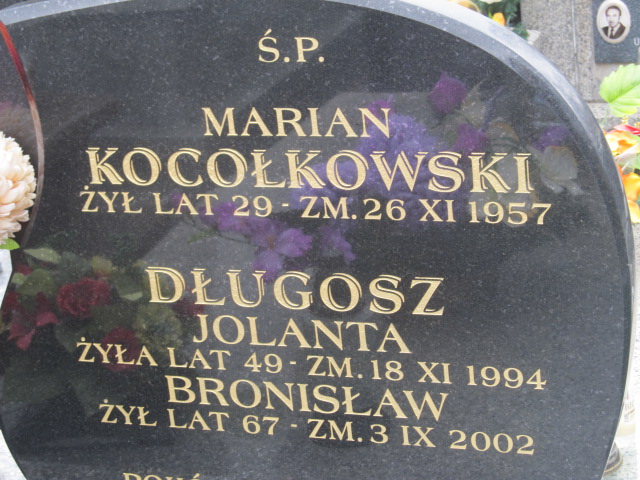 Ś.P.
MARIAN
KOCOŁKOWSKI
ŻYŁ LAT 29 - ZM. 26 XI 1957
DŁUGOSZ
JOLANTA
ŻYŁA LAT 49 - ZM. 18 XI 1994
BRONISŁAW
ŻYŁ LAT 67 - ZM. 3 IX 2002